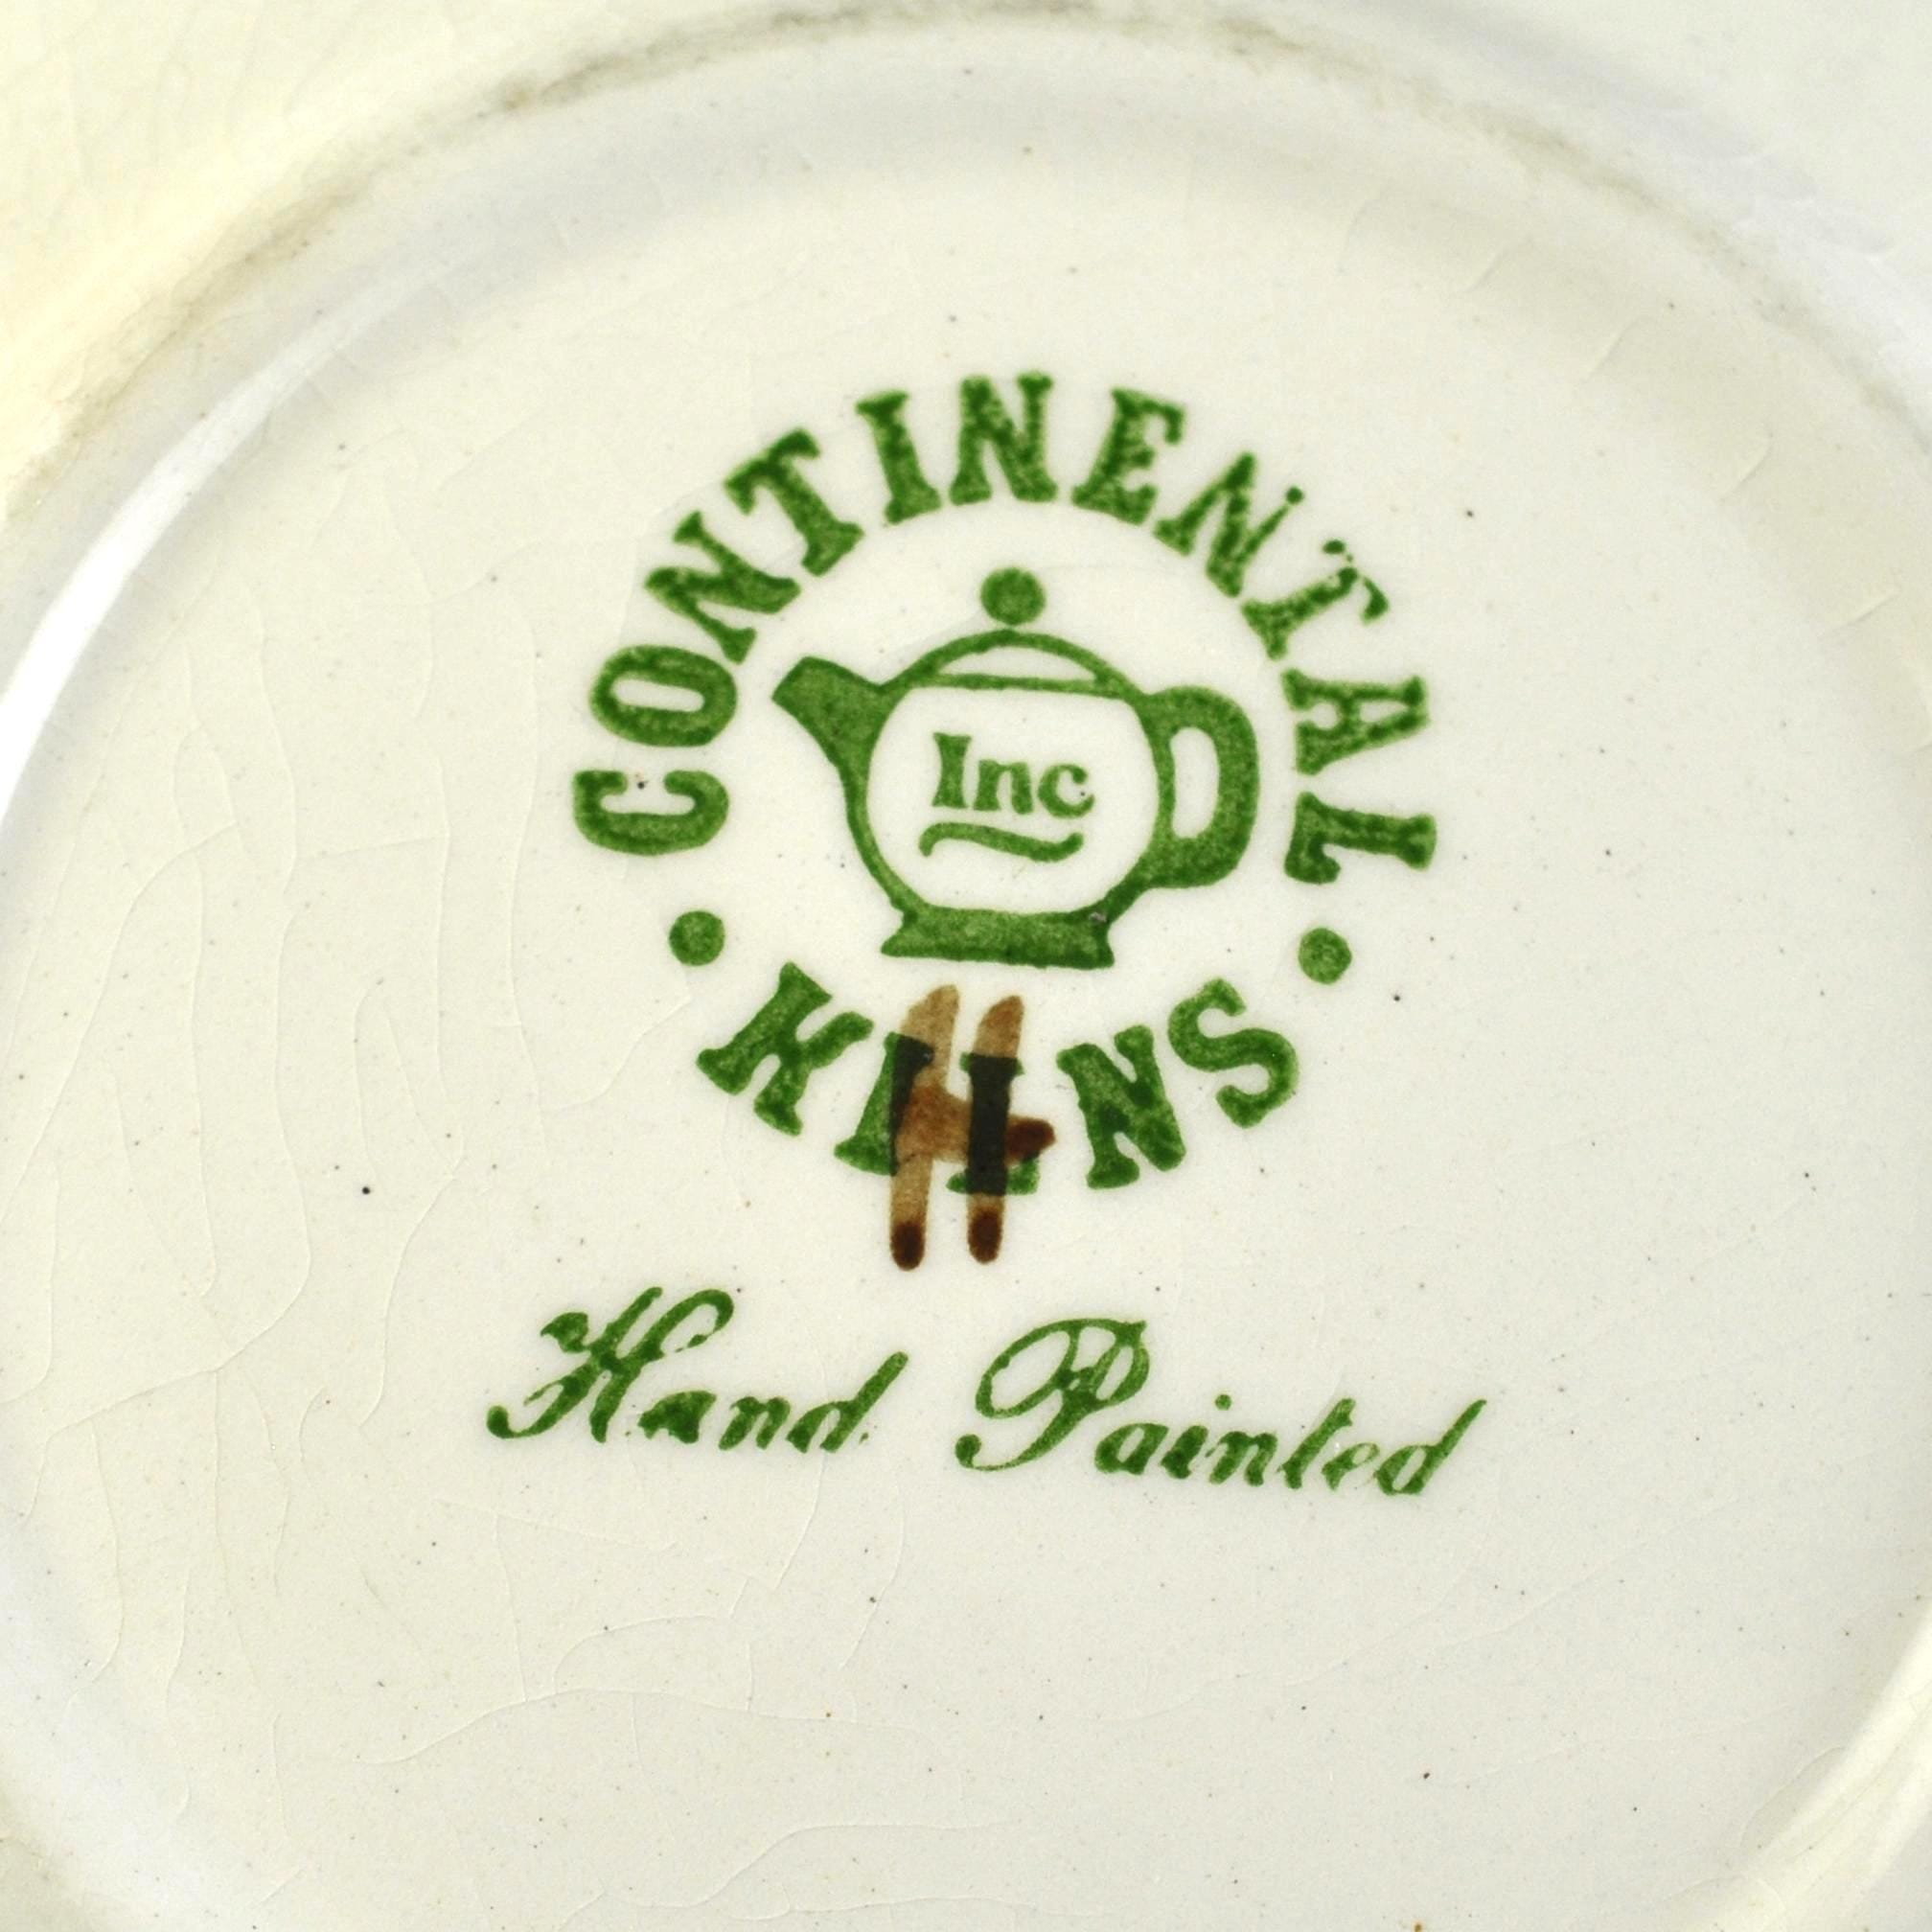 CONTINENTAL
Inc
• KILNS •
H
Hand Painted